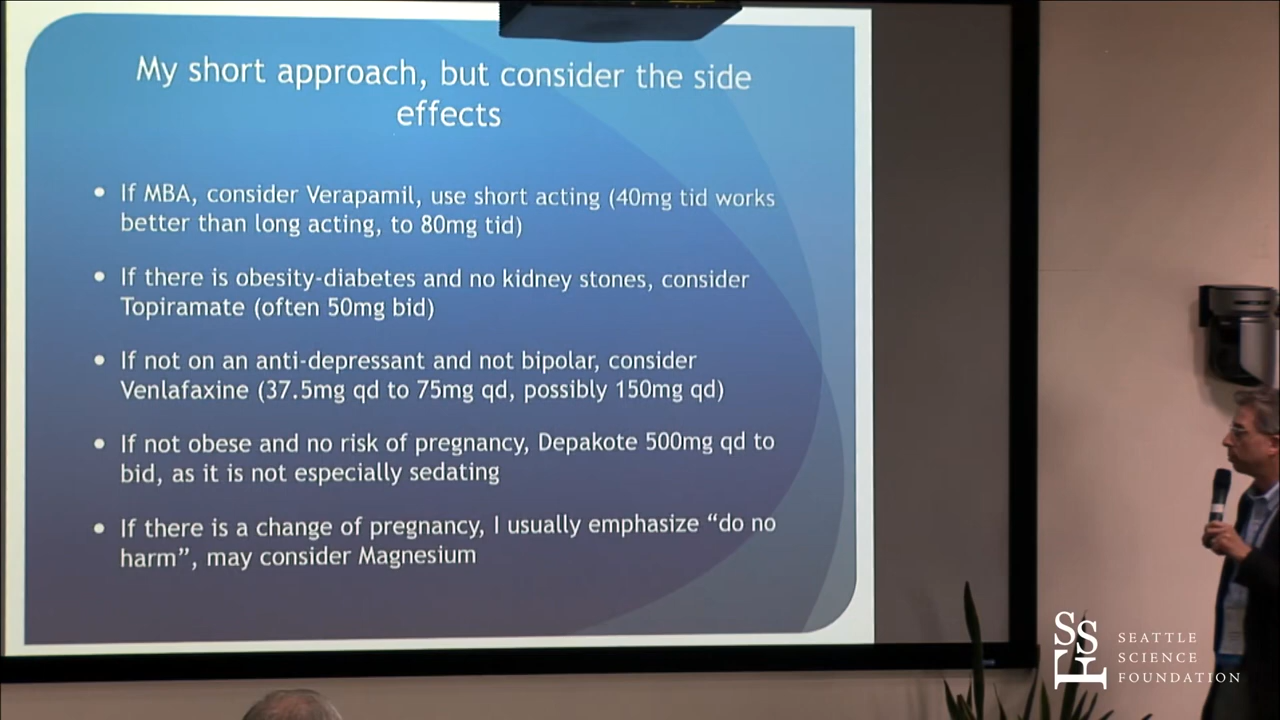 My short approach, but consider the side
effects
• If MBA, consider Verapamil, use short acting (40mg tid works
better than long acting, to 80mg tid)
• If there is obesity-diabetes and no kidney stones, consider
Topiramate (often 50mg bid)
• If not on an anti-depressant and not bipolar, consider
Venlafaxine (37.5mg qd to 75mg qd, possibly 150mg qd)
• If not obese and no risk of pregnancy, Depakote 500mg qd to
bid, as it is not especially sedating
• If there is a change of pregnancy, I usually emphasize “do no
harm”, may consider Magnesium
SSF
SEATTLE
SCIENCE
FOUNDATION